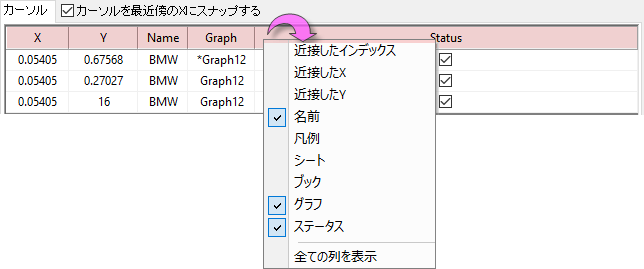 カーソル カーソルを最近傍のXにスナップする
X Y Name Graph Status
0.05405 0.67568 BMW *Graph12
0.05405 0.27027 BMW Graph12
0.05405 16 BMW Graph12
近接したインデックス
近接したX
近接したY
名前
凡例
シート
ブック
グラフ
ステータス
全ての列を表示